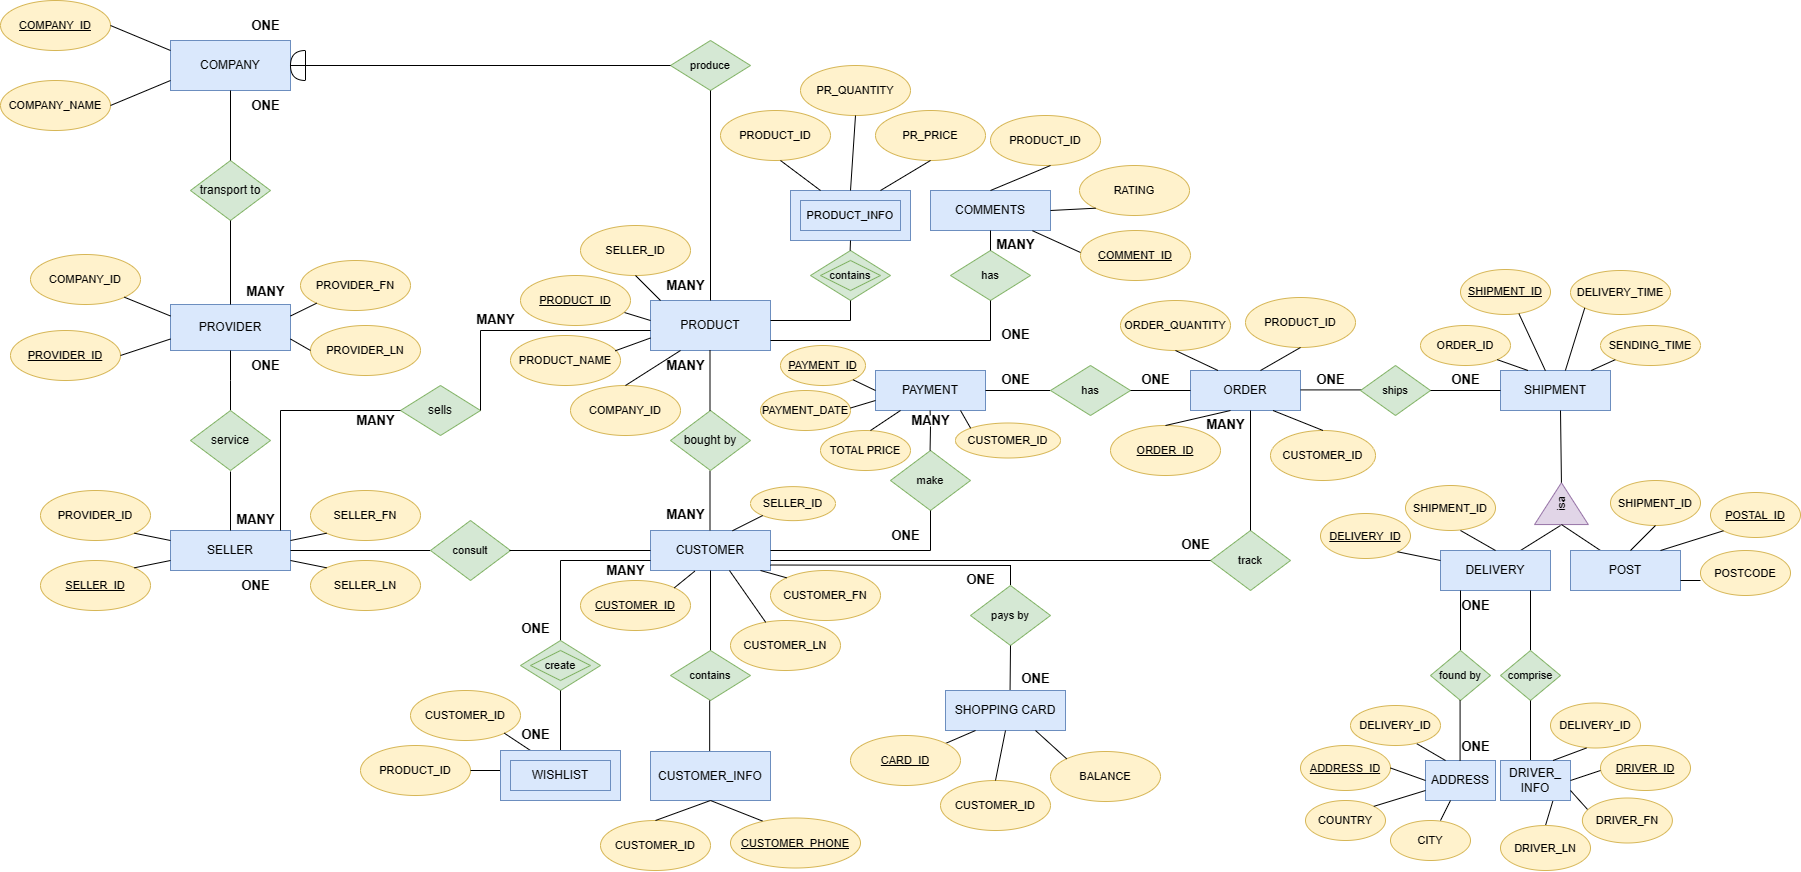 COMPANY_ID
ONE
COMPANY
produce
COMPANY_NAME
ONE
PR_QUANTITY
PRODUCT_ID
PR_PRICE
PRODUCT_ID
transport to
RATING
PRODUCT_INFO
COMMENTS
MANY
SELLER_ID
COMMENT_ID
contains
has
COMPANY_ID
PROVIDER_FN
MANY
MANY
PRODUCT_ID
SHIPMENT_ID
DELIVERY_TIME
MANY
PROVIDER
PRODUCT
ORDER_QUANTITY
PRODUCT_ID
ONE
PROVIDER_ID
PROVIDER_LN
PRODUCT_NAME
ORDER_ID
SENDING_TIME
ONE
MANY
PAYMENT_ID
ONE
ONE
ONE
ONE
PAYMENT
has
ORDER
ships
SHIPMENT
COMPANY_ID
PAYMENT_DATE
sells
MANY
MANY
MANY
service
bought by
TOTAL PRICE
CUSTOMER_ID
ORDER_ID
CUSTOMER_ID
make
PROVIDER_ID
SELLER_FN
MANY
MANY
SELLER_ID
SHIPMENT_ID
isa
SHIPMENT_ID
POSTAL_ID
SELLER
consult
CUSTOMER
ONE
ONE
DELIVERY_ID
track
DELIVERY
POST
POSTCODE
SELLER_ID
ONE
SELLER_LN
MANY
CUSTOMER_ID
CUSTOMER_FN
ONE
ONE
pays by
ONE
CUSTOMER_LN
create
contains
ONE
found by
comprise
CUSTOMER_ID
ONE
SHOPPING CARD
DELIVERY_ID
DELIVERY_ID
ONE
PRODUCT_ID
WISHLIST
CUSTOMER_INFO
CARD_ID
BALANCE
ADDRESS_ID
ADDRESS
DRIVER_
INFO
DRIVER_ID
CUSTOMER_ID
COUNTRY
DRIVER_FN
CUSTOMER_ID
CUSTOMER_PHONE
CITY
DRIVER_LN